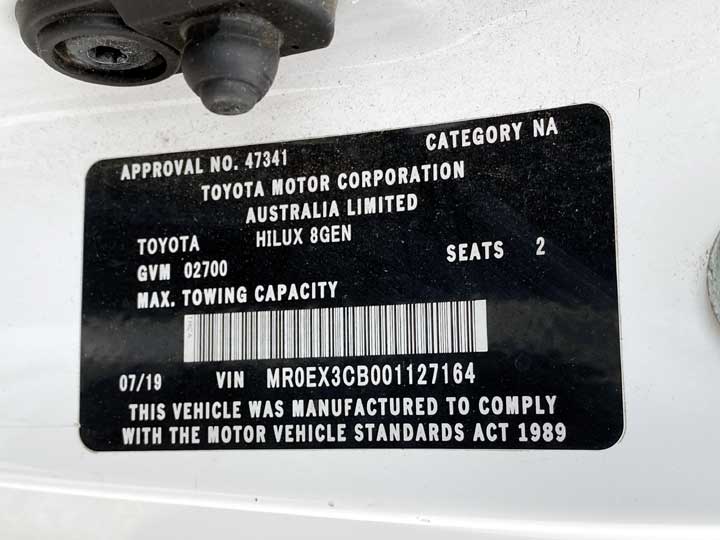 APPROVAL NO. 47341 CATEGORY NA
TOYOTA MOTOR CORPORATION
AUSTRALIA LIMITED
TOYOTA HILUX 8GEN
GVM 02700 SEATS 2
MAX. TOWING CAPACITY
07/19 VIN MR0EX3CB001127164
THIS VEHICLE WAS MANUFACTURED TO COMPLY
WITH THE MOTOR VEHICLE STANDARDS ACT 1989